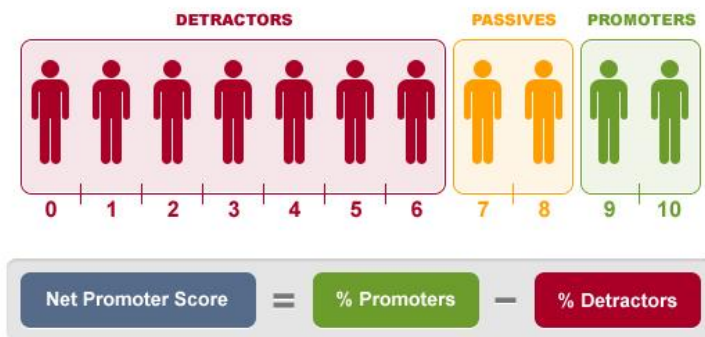 DETRACTORS PASSIVES PROMOTERS
0 1 2 3 4 5 6 7 8 9 10
Net Promoter Score = % Promoters − % Detractors